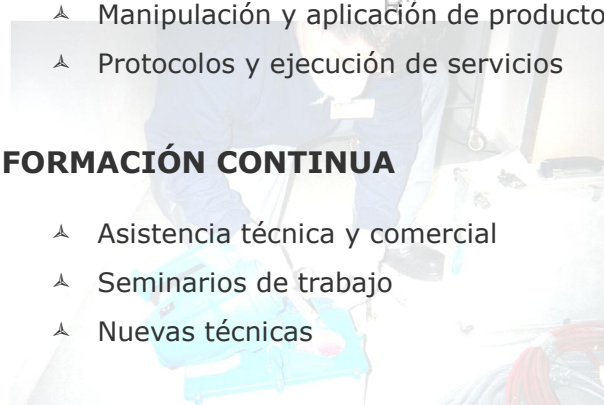 Manipulación y aplicación de producto
Protocolos y ejecución de servicios
FORMACIÓN CONTINUA
Asistencia técnica y comercial
Seminarios de trabajo
Nuevas técnicas